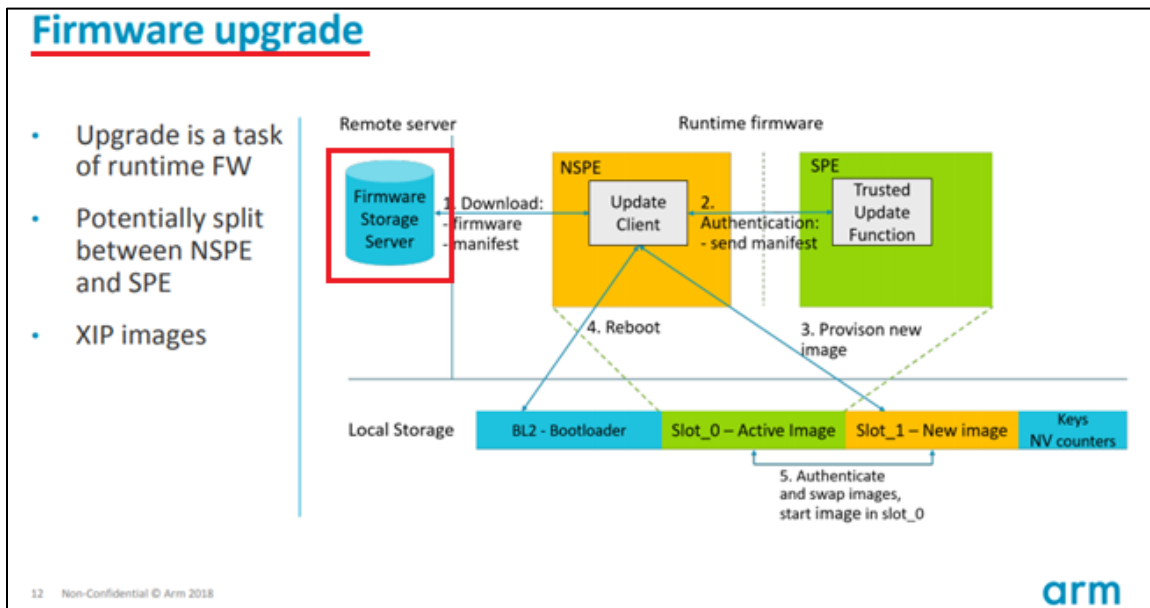 Firmware upgrade
• Upgrade is a task
of runtime FW
• Potentially split
between NSPE
and SPE
• XIP images
Remote server
Runtime firmware
Firmware
Storage
Server
1. Download:
- firmware
- manifest
NSPE
Update
Client
2.
Authentication:
- send manifest
SPE
Trusted
Update
Function
4. Reboot
3. Provison new
image
Local Storage
BL2 - Bootloader
Slot_0 – Active Image
Slot_1 – New image
Keys
NV counters
5. Authenticate
and swap images,
start image in slot_0
12 Non-Confidential © Arm 2018
arm